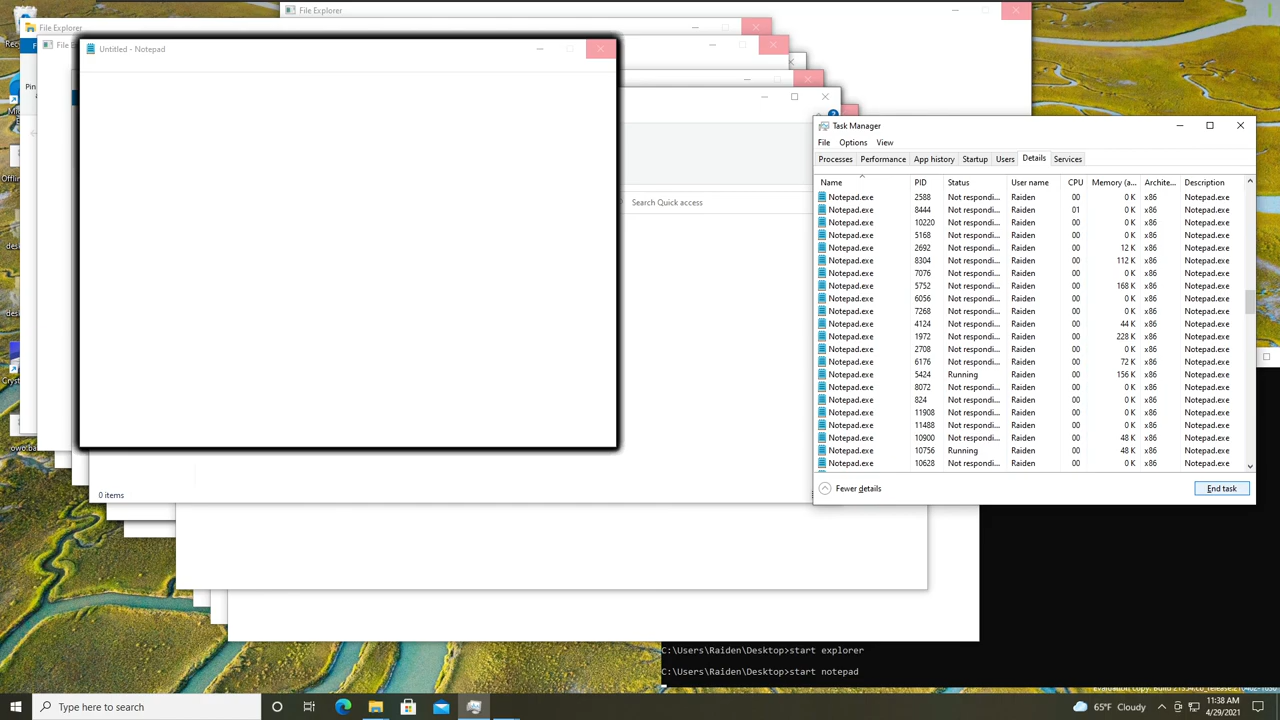 File Explorer
File Explorer
File E
Untitled - Notepad
Search Quick access
0 items
Task Manager
File Options View
Processes Performance App history Startup Users Details Services
Name PID Status User name CPU Memory (a... Archite... Description
Notepad.exe 2588 Not respondi... Raiden 00 0 K x86 Notepad.exe
Notepad.exe 8444 Not respondi... Raiden 01 0 K x86 Notepad.exe
Notepad.exe 10220 Not respondi... Raiden 00 0 K x86 Notepad.exe
Notepad.exe 5168 Not respondi... Raiden 00 0 K x86 Notepad.exe
Notepad.exe 2692 Not respondi... Raiden 00 12 K x86 Notepad.exe
Notepad.exe 8304 Not respondi... Raiden 00 112 K x86 Notepad.exe
Notepad.exe 7076 Not respondi... Raiden 00 0 K x86 Notepad.exe
Notepad.exe 5752 Not respondi... Raiden 00 168 K x86 Notepad.exe
Notepad.exe 6056 Not respondi... Raiden 00 0 K x86 Notepad.exe
Notepad.exe 7268 Not respondi... Raiden 00 0 K x86 Notepad.exe
Notepad.exe 4124 Not respondi... Raiden 00 44 K x86 Notepad.exe
Notepad.exe 1972 Not respondi... Raiden 00 228 K x86 Notepad.exe
Notepad.exe 2708 Not respondi... Raiden 00 0 K x86 Notepad.exe
Notepad.exe 6176 Not respondi... Raiden 00 72 K x86 Notepad.exe
Notepad.exe 5424 Running Raiden 00 156 K x86 Notepad.exe
Notepad.exe 8072 Not respondi... Raiden 00 0 K x86 Notepad.exe
Notepad.exe 824 Not respondi... Raiden 00 0 K x86 Notepad.exe
Notepad.exe 11908 Not respondi... Raiden 00 0 K x86 Notepad.exe
Notepad.exe 11488 Not respondi... Raiden 00 0 K x86 Notepad.exe
Notepad.exe 10900 Not respondi... Raiden 00 48 K x86 Notepad.exe
Notepad.exe 10756 Running Raiden 00 48 K x86 Notepad.exe
Notepad.exe 10628 Not respondi... Raiden 00 0 K x86 Notepad.exe
Fewer details
End task
C:\Users\Raiden\Desktop>start explorer
C:\Users\Raiden\Desktop>start notepad
Type here to search
65°F Cloudy
11:38 AM
4/29/2021